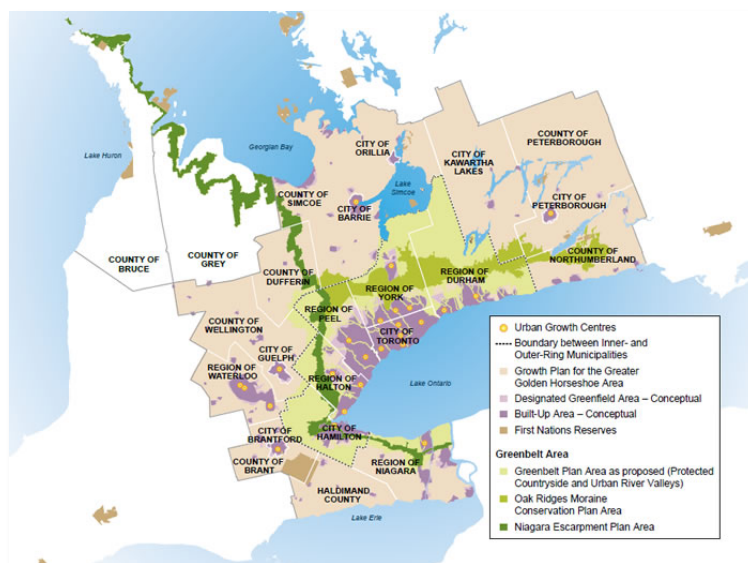 Lake Huron
Georgian Bay
CITY OF
ORILLIA
COUNTY OF
PETERBOROUGH
CITY OF
KAWARTHA
LAKES
Lake
Simcoe
COUNTY OF
SIMCOE
CITY OF
BARRIE
CITY OF
PETERBOROUGH
COUNTY OF
BRUCE
COUNTY OF
GREY
COUNTY OF
DUFFERIN
COUNTY OF
NORTHUMBERLAND
REGION OF
DURHAM
REGION OF
YORK
REGION OF
PEEL
COUNTY OF
WELLINGTON
CITY OF
TORONTO
CITY OF
GUELPH
REGION OF
WATERLOO
REGION OF
HALTON
Lake Ontario
CITY OF
HAMILTON
CITY OF
BRANTFORD
COUNTY OF
BRANT
REGION OF
NIAGARA
HALDIMAND
COUNTY
Lake Erie
Urban Growth Centres
Boundary between Inner- and
Outer-Ring Municipalities
Growth Plan for the Greater
Golden Horseshoe Area
Designated Greenfield Area – Conceptual
Built-Up Area – Conceptual
First Nations Reserves
Greenbelt Area
Greenbelt Plan Area as proposed (Protected
Countryside and Urban River Valleys)
Oak Ridges Moraine
Conservation Plan Area
Niagara Escarpment Plan Area